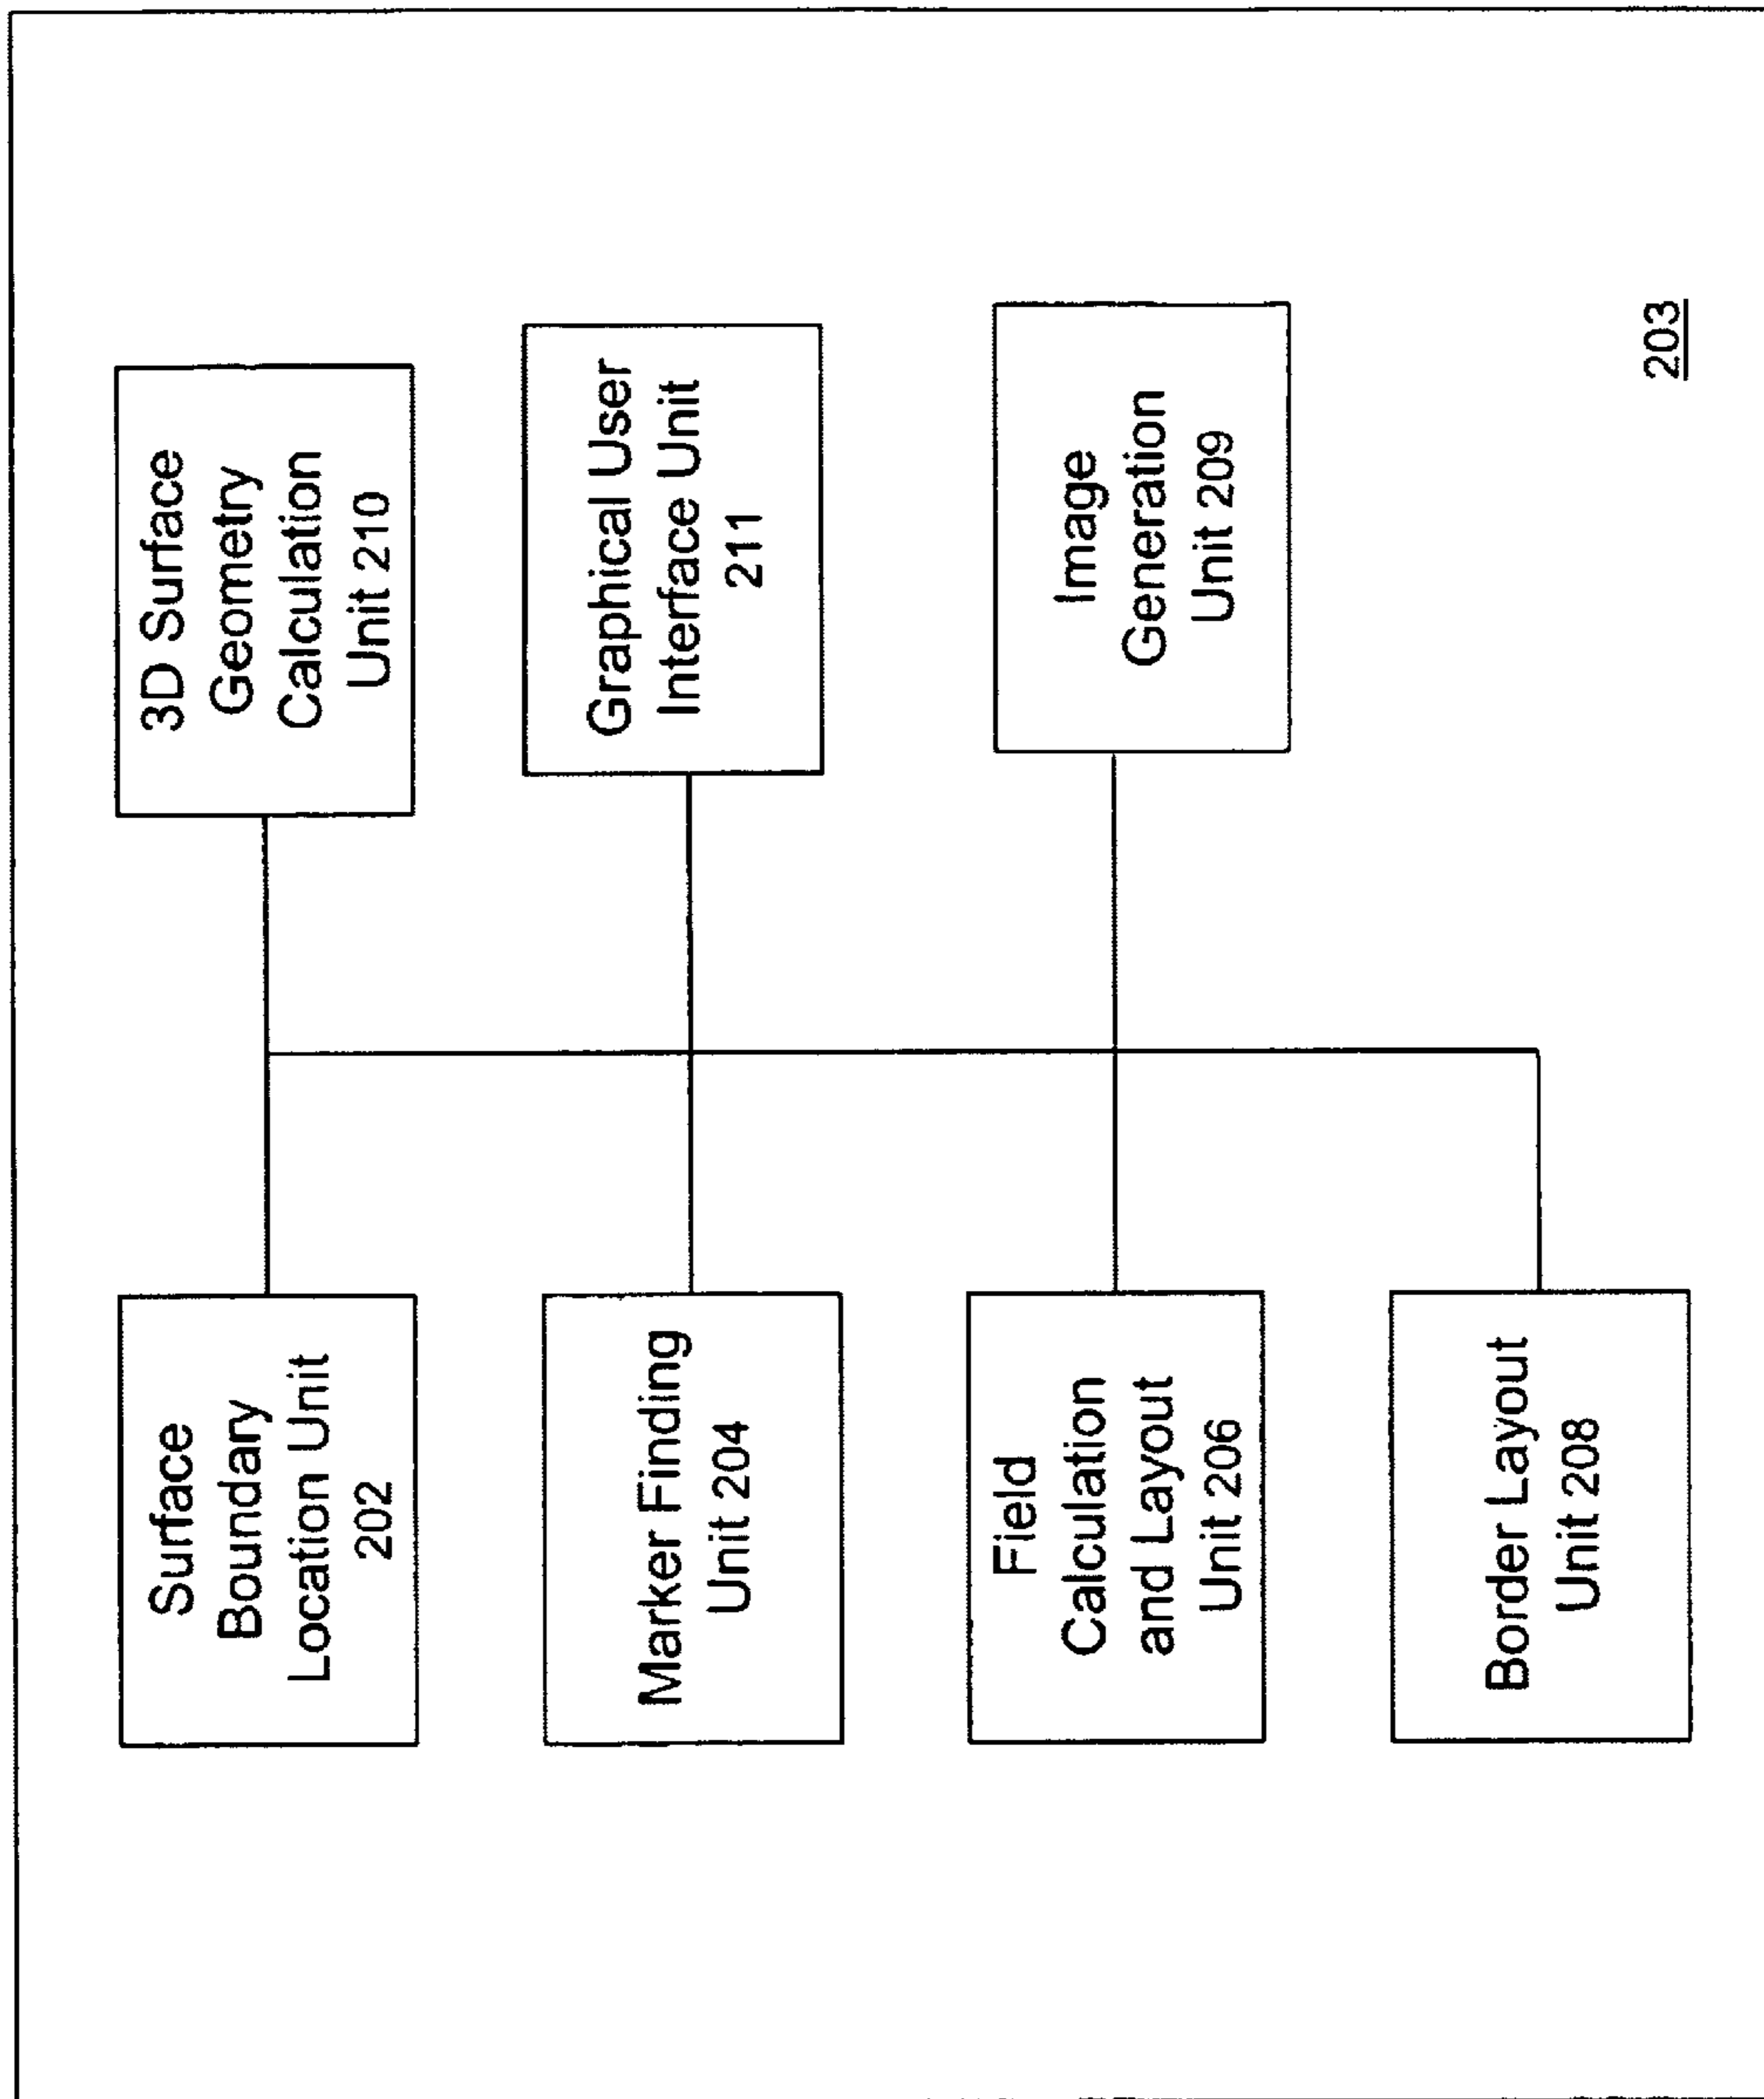 Surface
Boundary
Location Unit
202
3D Surface
Geometry
Calculation
Unit 210
Marker Finding
Unit 204
Graphical User
Interface Unit
211
Field
Calculation
and Layout
Unit 206
Image
Generation
Unit 209
Border Layout
Unit 208
203